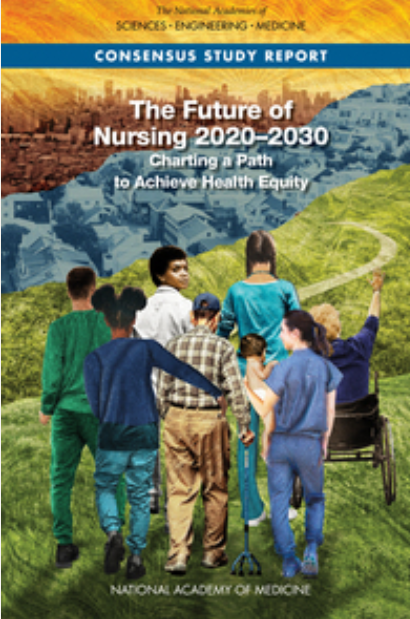 The National Academies of
SCIENCES • ENGINEERING • MEDICINE
CONSENSUS STUDY REPORT
The Future of
Nursing 2020–2030
Charting a Path
to Achieve Health Equity
NATIONAL ACADEMY OF MEDICINE